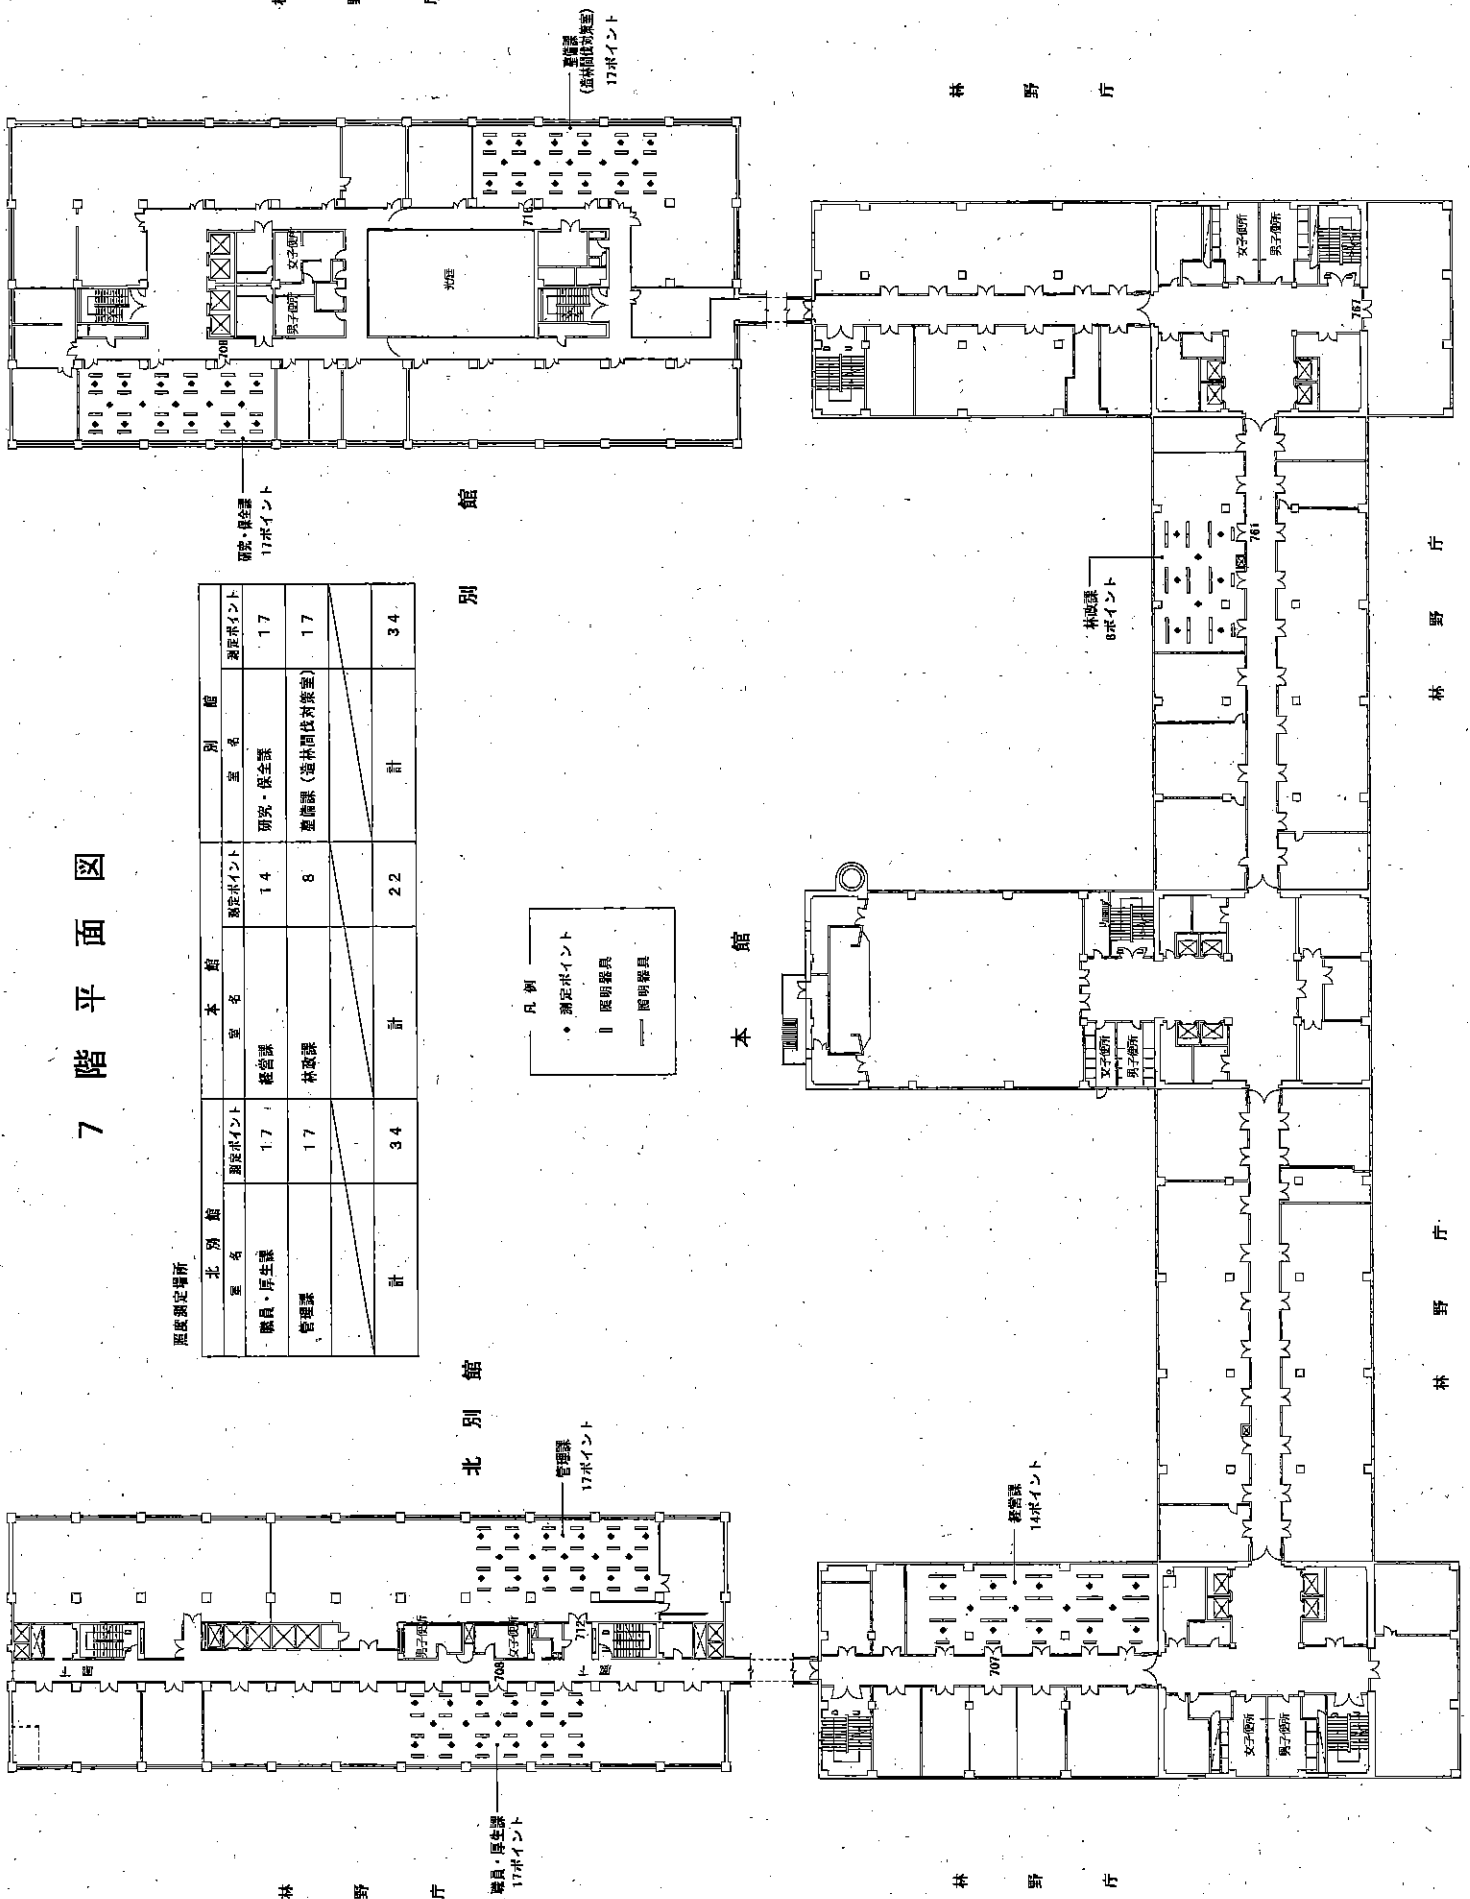 7 階 平 面 図
照度測定場所
北 別 館
本 館
別 館
室 名
測定ポイント
室 名
測定ポイント
室 名
測定ポイント
職員・厚生課
17
経営課
14
研究・保全課
17
管理課
17
林政課
8
整備課(造林間伐対策室)
17
計
34
計
22
計
34
凡 例
測定ポイント
照明器具
照明器具
北 別 館
本 館
別 館
職員・厚生課
17ポイント
管理課
17ポイント
研究・保全課
17ポイント
整備課
(造林間伐対策室)
17ポイント
経営課
14ポイント
林政課
8ポイント
男子便所
女子便所
708
712
男子便所
女子便所
708
716
光庭
707
女子便所
男子便所
女子便所
男子便所
761
女子便所
男子便所
767
林 野 庁
林 野 庁
林 野 庁
林 野 庁
林 野 庁
林 野 庁